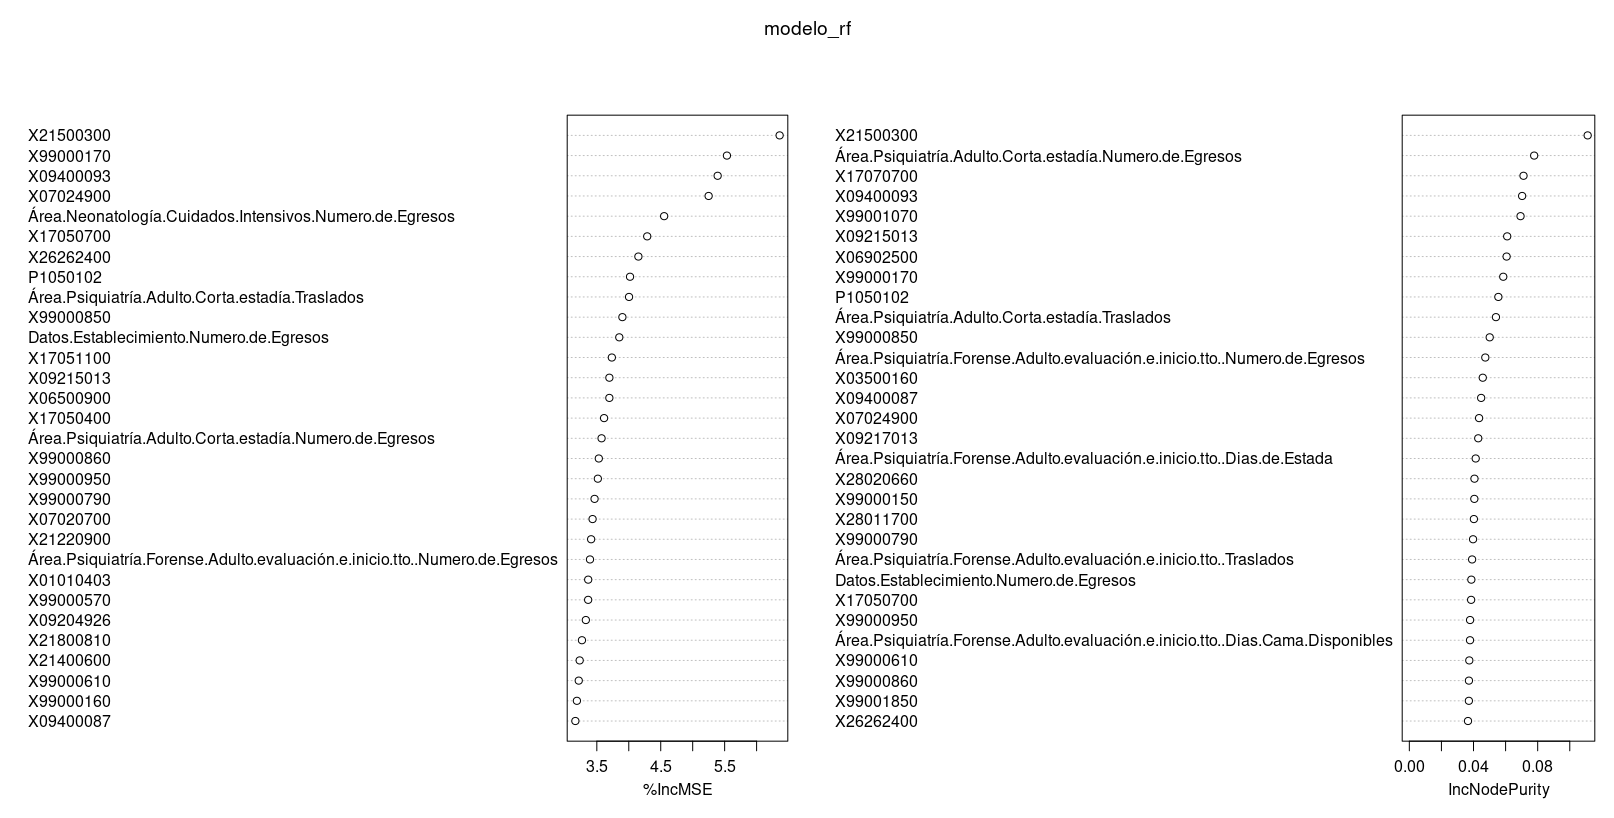 modelo_rf
X21500300
X99000170
X09400093
X07024900
Área.Neonatología.Cuidados.Intensivos.Numero.de.Egresos
X17050700
X26262400
P1050102
Área.Psiquiatría.Adulto.Corta.estadía.Traslados
X99000850
Datos.Establecimiento.Numero.de.Egresos
X17051100
X09215013
X06500900
X17050400
Área.Psiquiatría.Adulto.Corta.estadía.Numero.de.Egresos
X99000860
X99000950
X99000790
X07020700
X21220900
Área.Psiquiatría.Forense.Adulto.evaluación.e.inicio.tto..Numero.de.Egresos
X01010403
X99000570
X09204926
X21800810
X21400600
X99000610
X99000160
X09400087
3.5 4.5 5.5
%IncMSE
X21500300
Área.Psiquiatría.Adulto.Corta.estadía.Numero.de.Egresos
X17070700
X09400093
X99001070
X09215013
X06902500
X99000170
P1050102
Área.Psiquiatría.Adulto.Corta.estadía.Traslados
X99000850
Área.Psiquiatría.Forense.Adulto.evaluación.e.inicio.tto..Numero.de.Egresos
X03500160
X09400087
X07024900
X09217013
Área.Psiquiatría.Forense.Adulto.evaluación.e.inicio.tto..Dias.de.Estada
X28020660
X99000150
X28011700
X99000790
Área.Psiquiatría.Forense.Adulto.evaluación.e.inicio.tto..Traslados
Datos.Establecimiento.Numero.de.Egresos
X17050700
X99000950
Área.Psiquiatría.Forense.Adulto.evaluación.e.inicio.tto..Dias.Cama.Disponibles
X99000610
X99000860
X99001850
X26262400
0.00 0.04 0.08
IncNodePurity